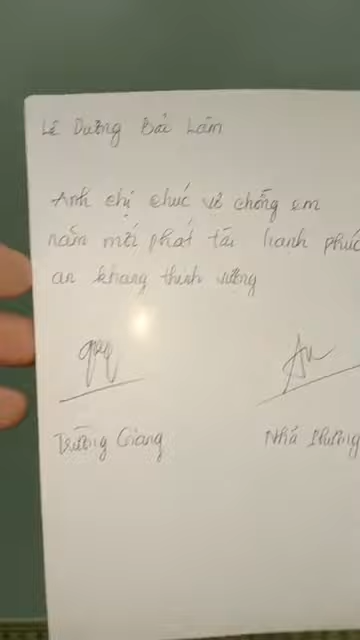 Lê Dương Bảo Lâm
Anh chị chúc vợ chồng em
năm mới phát tài hạnh phúc
an khang thịnh vượng
Trường Giang
Nhã Phương